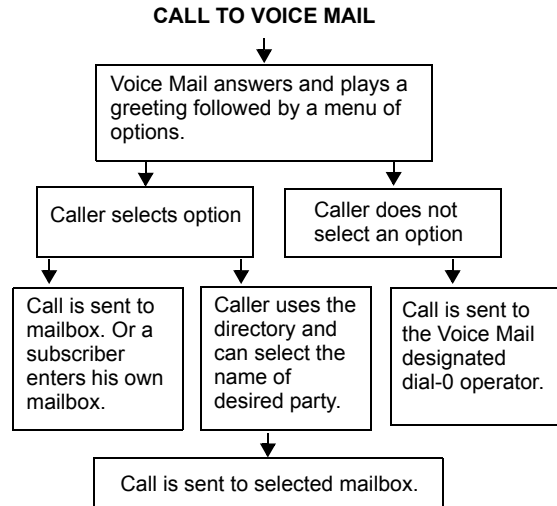 CALL TO VOICE MAIL
Voice Mail answers and plays a
greeting followed by a menu of
options.
Caller selects option
Caller does not
select an option
Call is sent to
mailbox. Or a
subscriber
enters his own
mailbox.
Caller uses the
directory and
can select the
name of
desired party.
Call is sent to
the Voice Mail
designated
dial-0 operator.
Call is sent to selected mailbox.